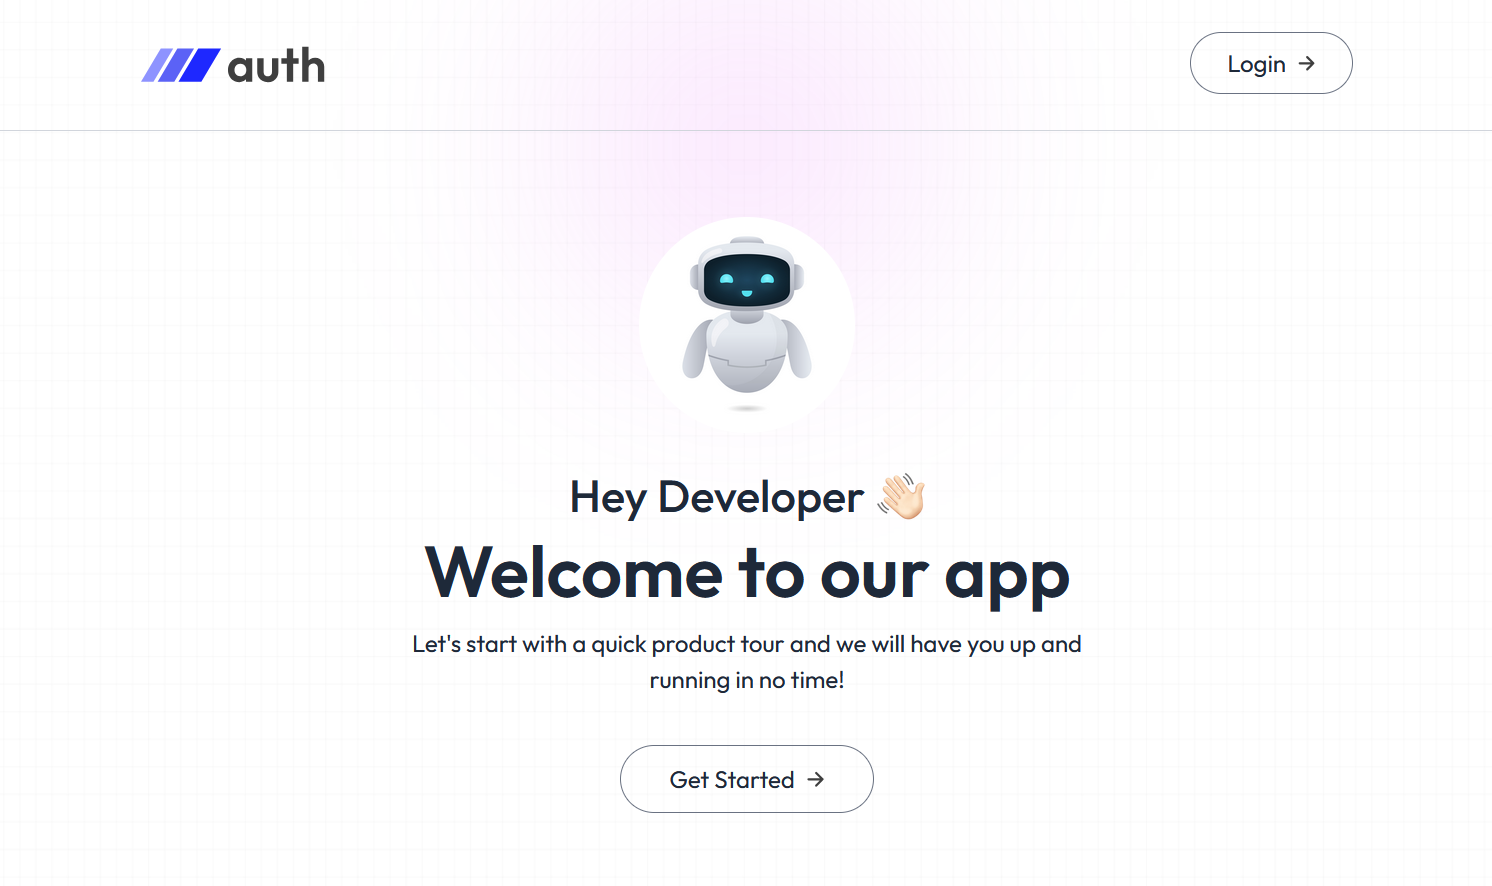 auth
Login →
Hey Developer 👋🏻
Welcome to our app
Let's start with a quick product tour and we will have you up and
running in no time!
Get Started →